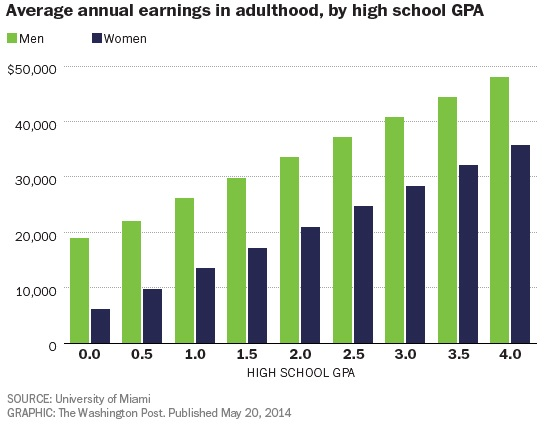 Average annual earnings in adulthood, by high school GPA
Men Women
$50,000
40,000
30,000
20,000
10,000
0
0.0 0.5 1.0 1.5 2.0 2.5 3.0 3.5 4.0
HIGH SCHOOL GPA
SOURCE: University of Miami
GRAPHIC: The Washington Post. Published May 20, 2014